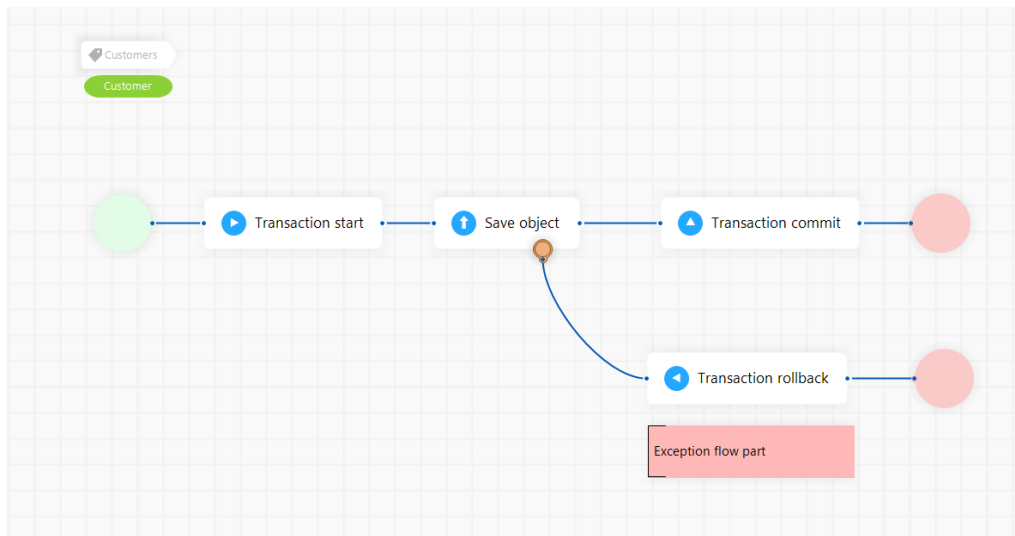 Customers
Customer
Transaction start
Save object
Transaction commit
Transaction rollback
Exception flow part